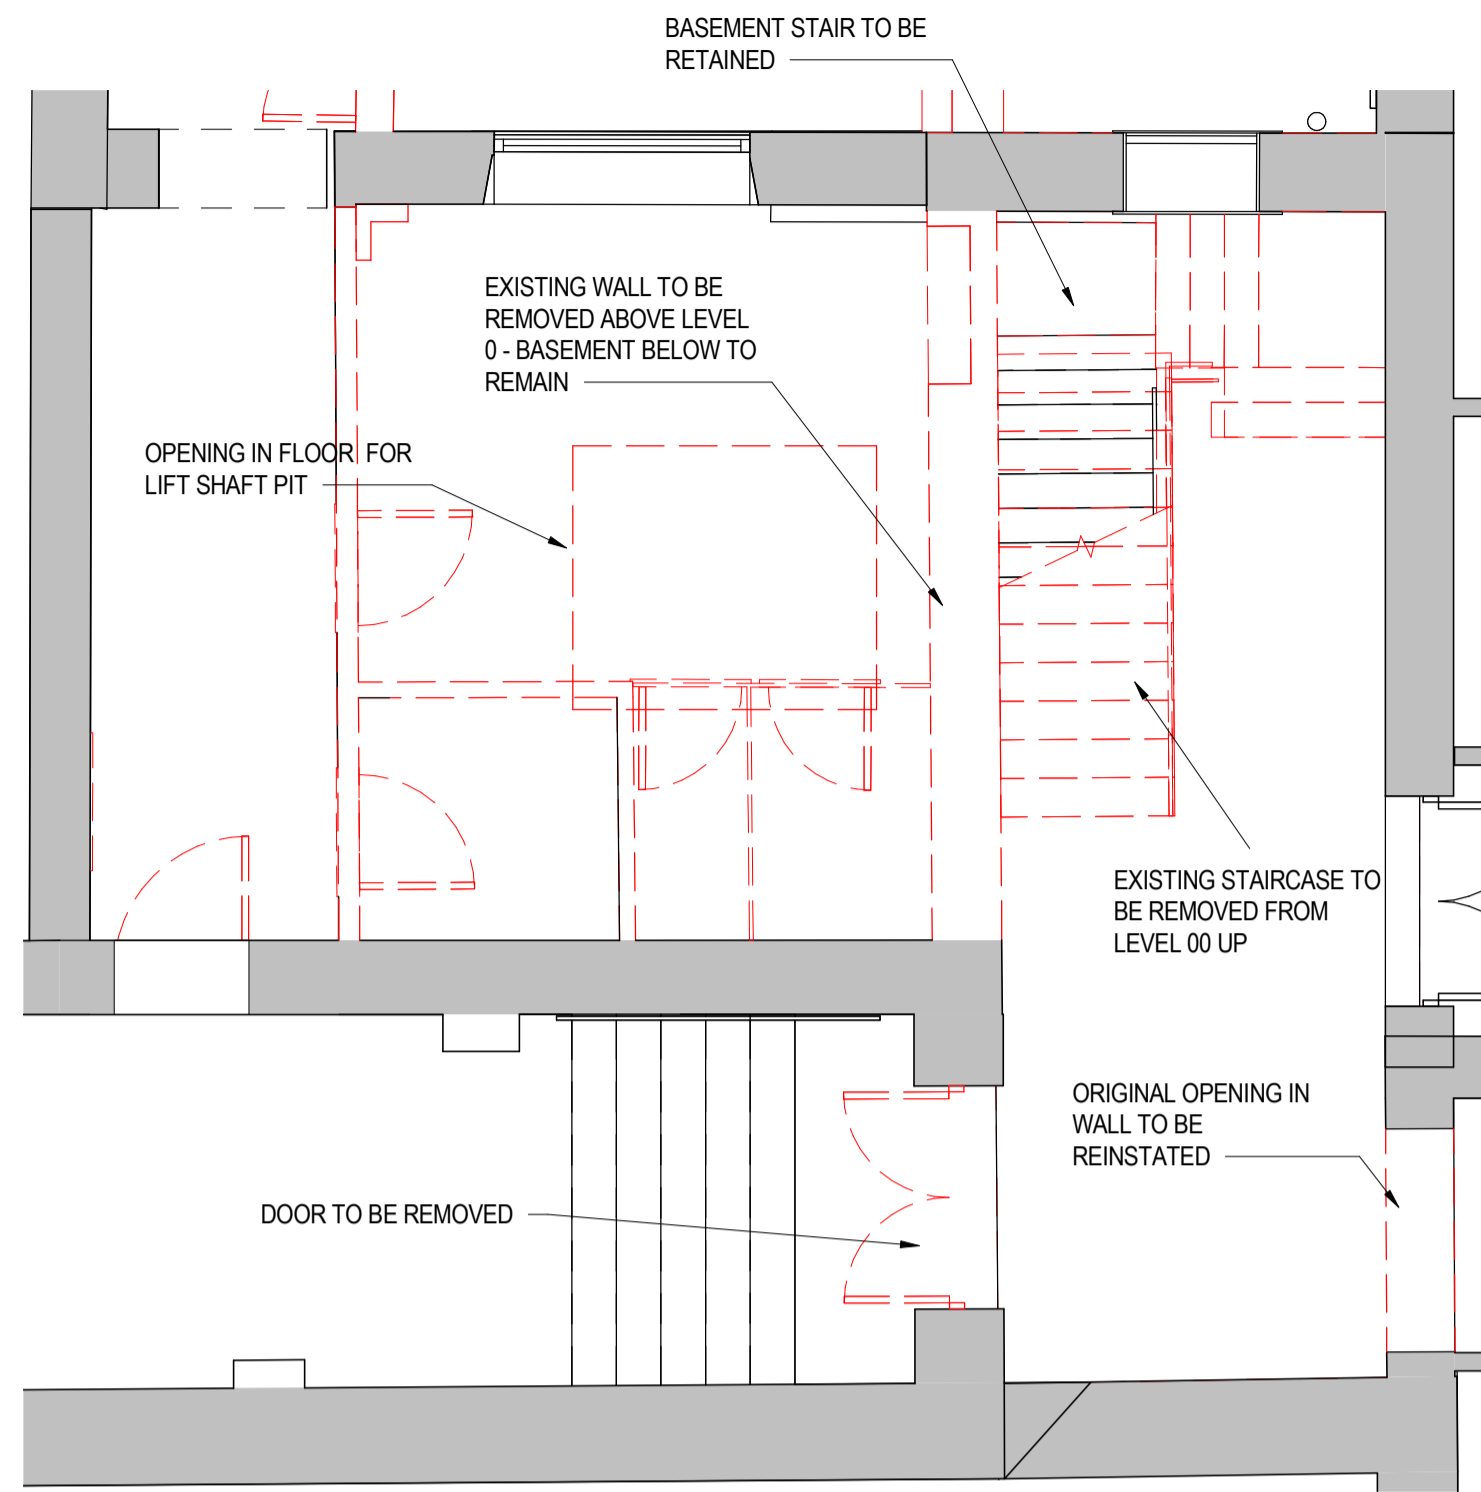 BASEMENT STAIR TO BE
RETAINED
EXISTING WALL TO BE
REMOVED ABOVE LEVEL
0 - BASEMENT BELOW TO
REMAIN
OPENING IN FLOOR FOR
LIFT SHAFT PIT
EXISTING STAIRCASE TO
BE REMOVED FROM
LEVEL 00 UP
ORIGINAL OPENING IN
WALL TO BE
REINSTATED
DOOR TO BE REMOVED